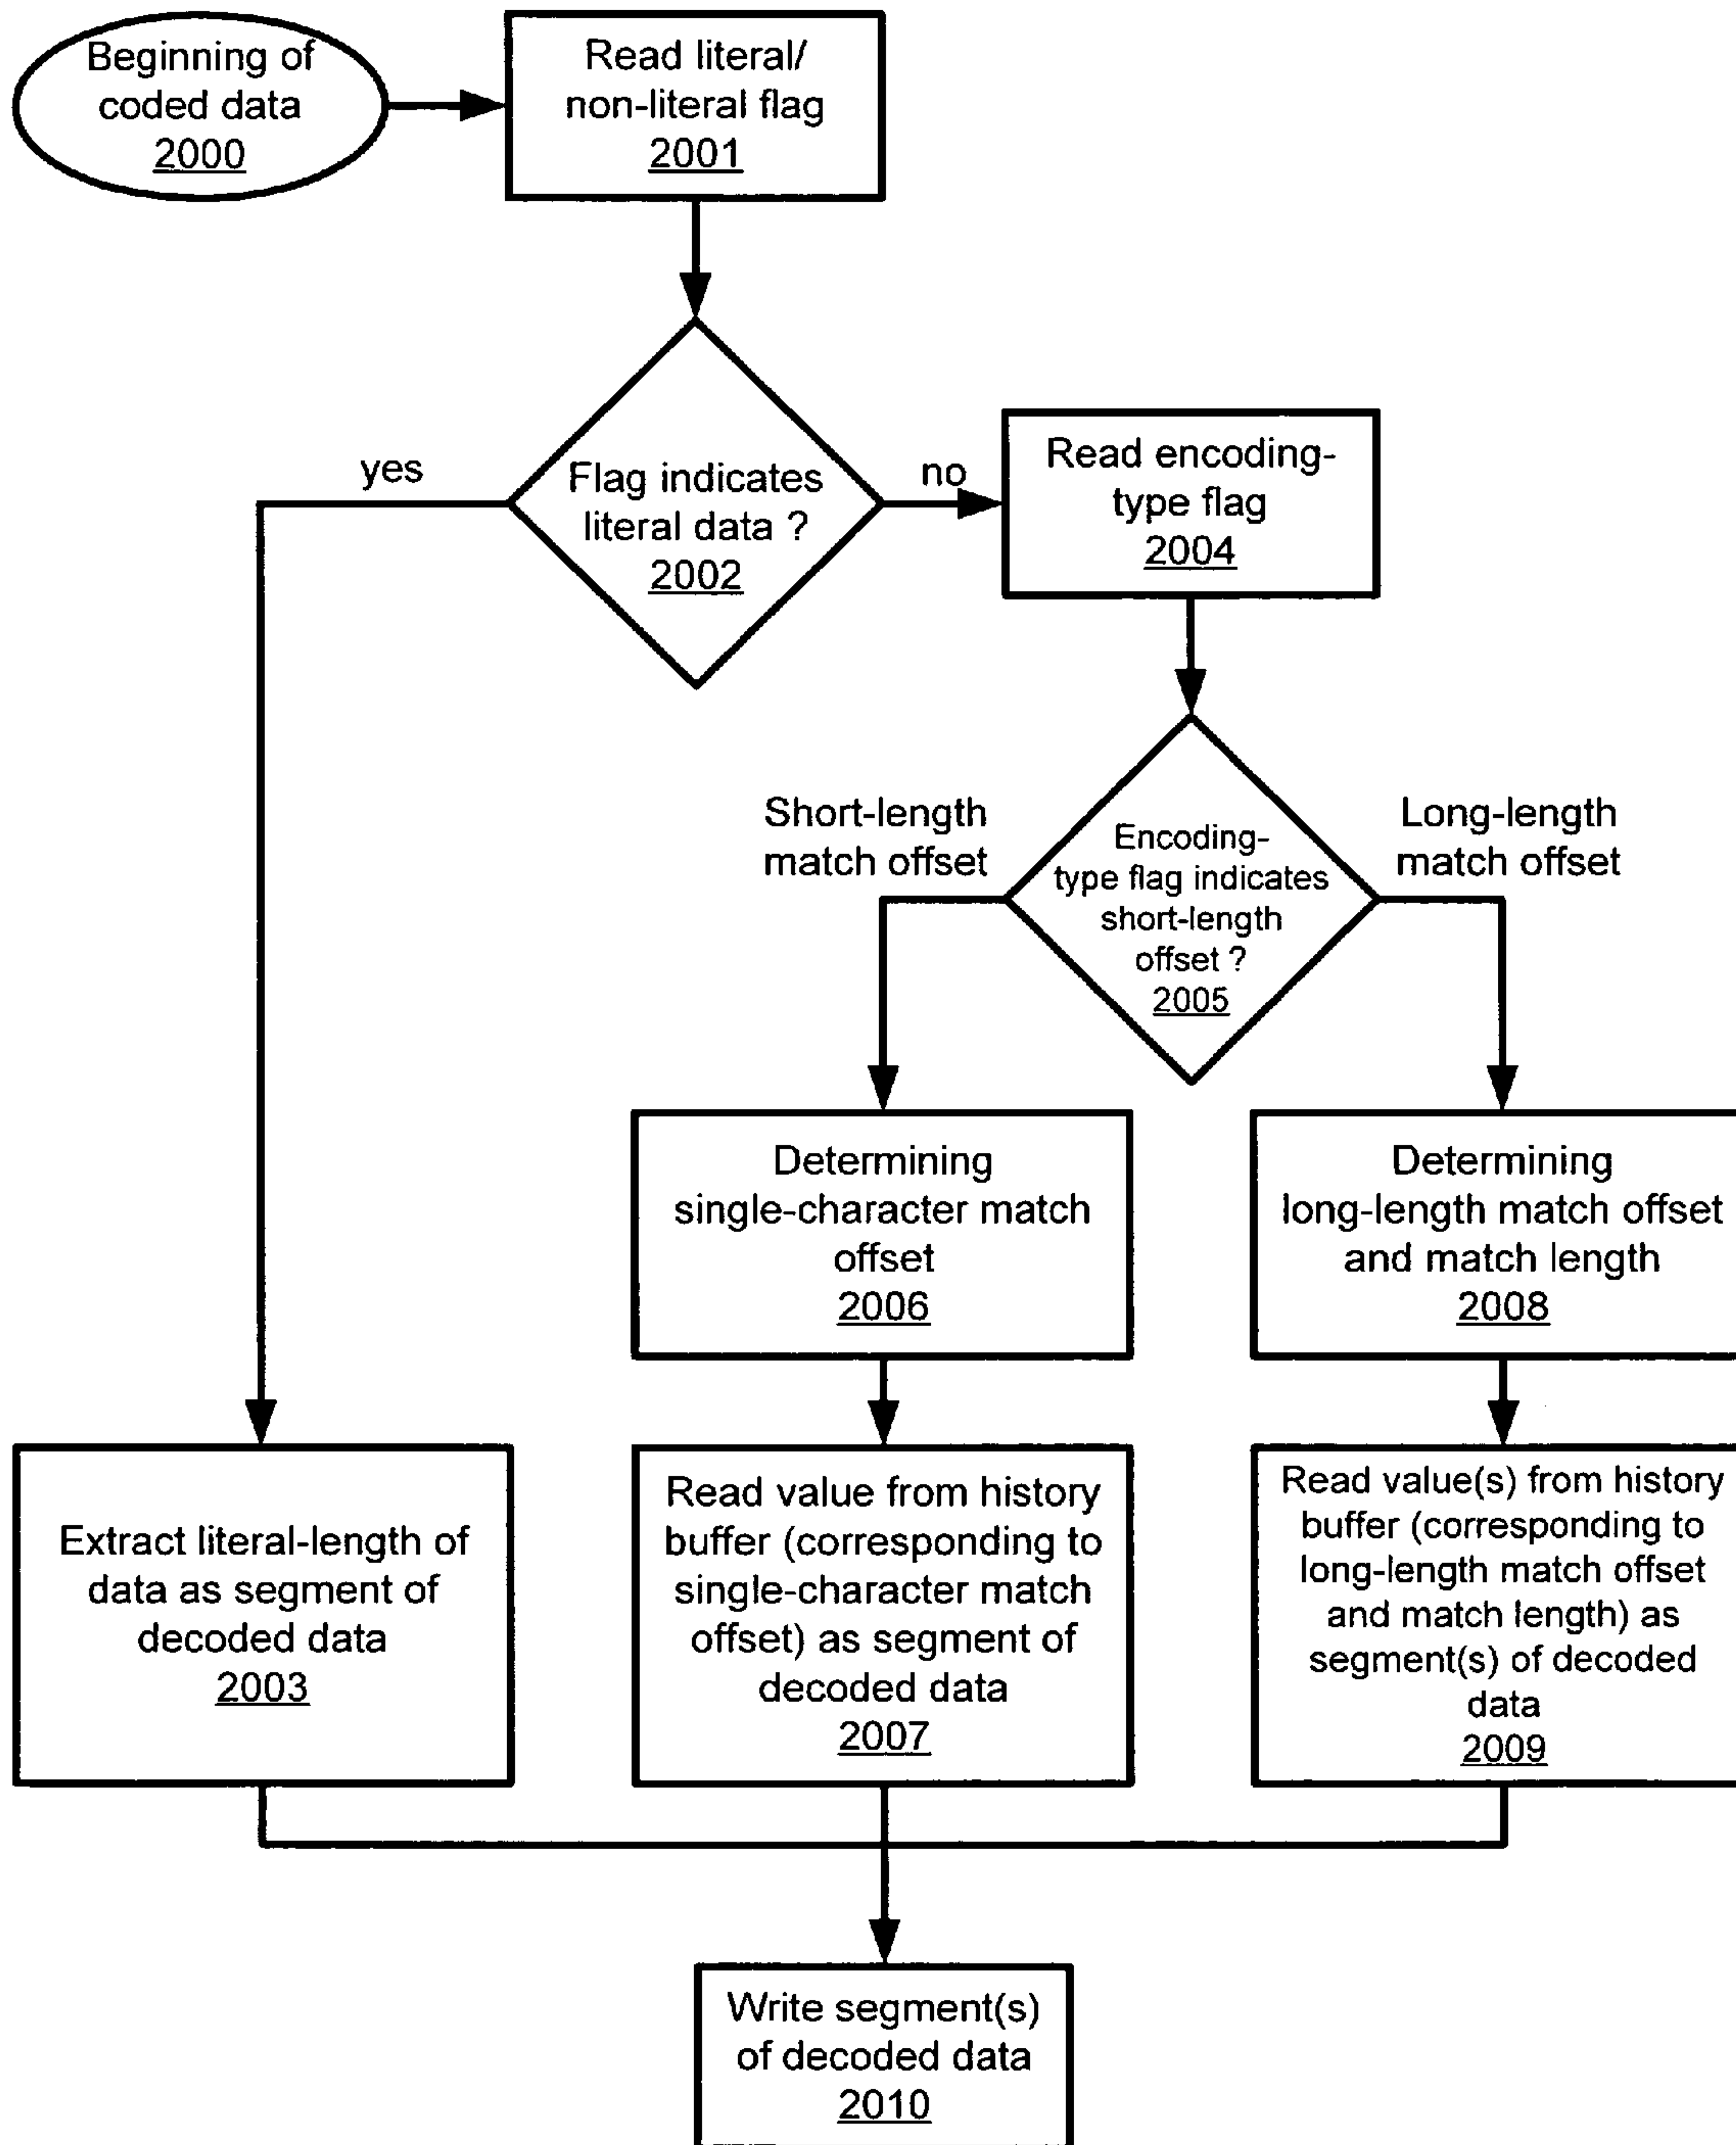 Beginning of
coded data
2000
Read literal/
non-literal flag
2001
Flag indicates
literal data ?
2002
yes
no
Read encoding-
type flag
2004
Encoding-
type flag indicates
short-length
offset ?
2005
Short-length
match offset
Long-length
match offset
Determining
single-character match
offset
2006
Determining
long-length match offset
and match length
2008
Extract literal-length of
data as segment of
decoded data
2003
Read value from history
buffer (corresponding to
single-character match
offset) as segment of
decoded data
2007
Read value(s) from history
buffer (corresponding to
long-length match offset
and match length) as
segment(s) of decoded
data
2009
Write segment(s)
of decoded data
2010